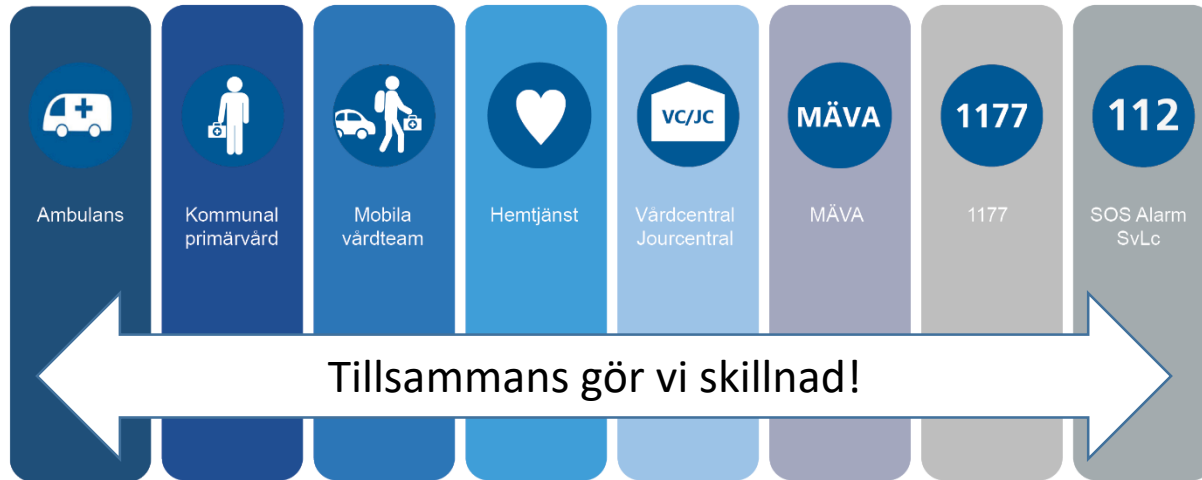 VC/JC
MÄVA
1177
112
Ambulans
Kommunal
primärvård
Mobila
vårdteam
Hemtjänst
Vårdcentral
Jourcentral
MÄVA
1177
SOS Alarm
SvLc
Tillsammans gör vi skillnad!